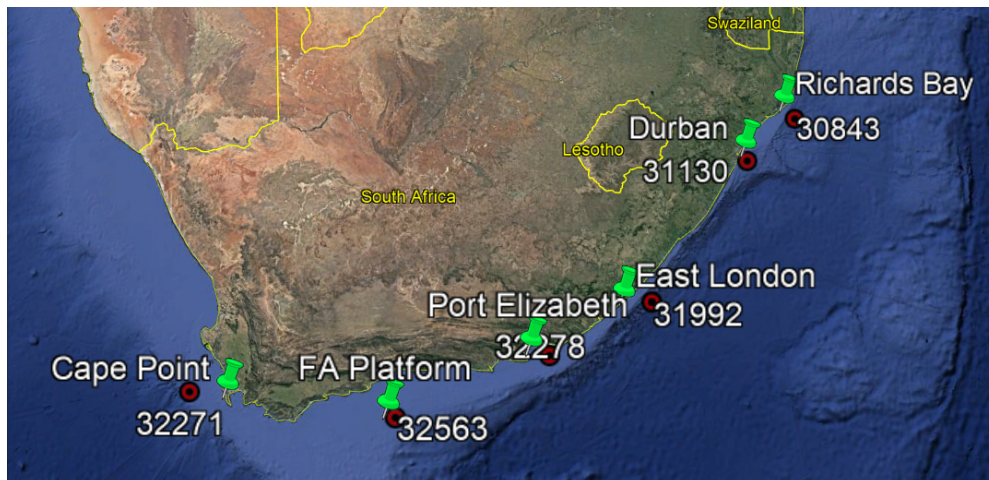 Swaziland
Richards Bay
30843
Durban
31130
Lesotho
South Africa
East London
31992
Port Elizabeth
32278
Cape Point
32271
FA Platform
32563